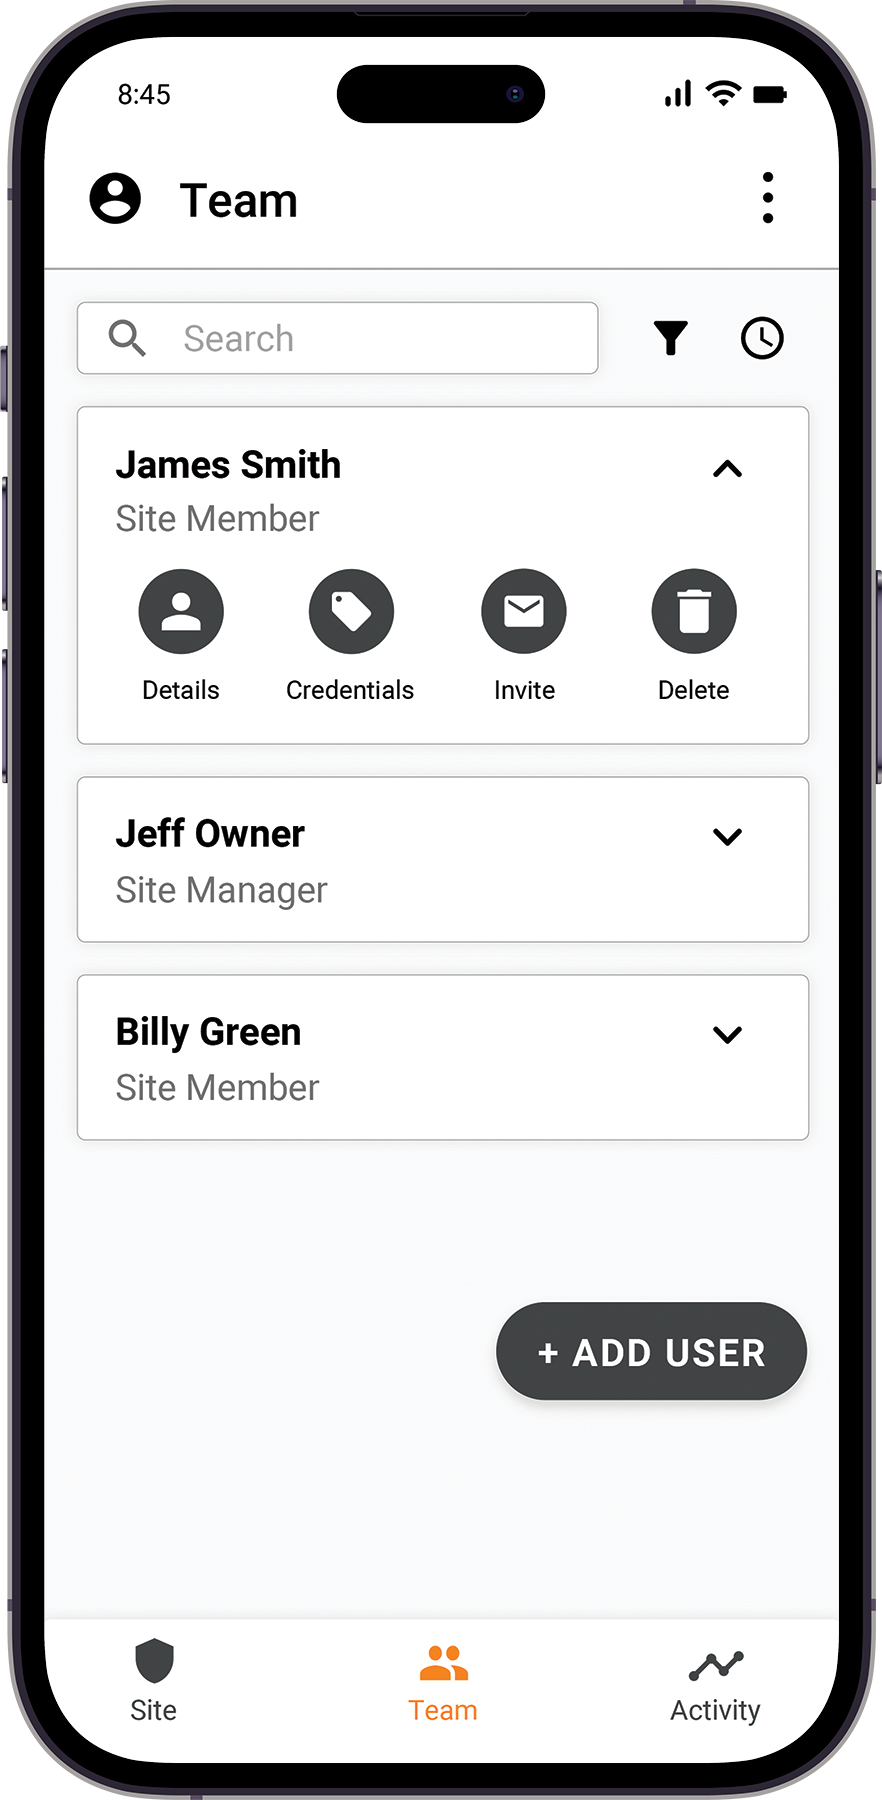 8:45
Team
Search
James Smith
Site Member
Details Credentials Invite Delete
Jeff Owner
Site Manager
Billy Green
Site Member
+ ADD USER
Site Team Activity